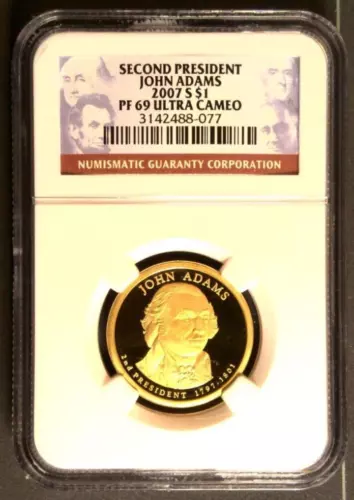 SECOND PRESIDENT
JOHN ADAMS
2007 S $1
PF 69 ULTRA CAMEO
3142488-077
NUMISMATIC GUARANTY CORPORATION
JOHN ADAMS
2nd PRESIDENT 1797-1801